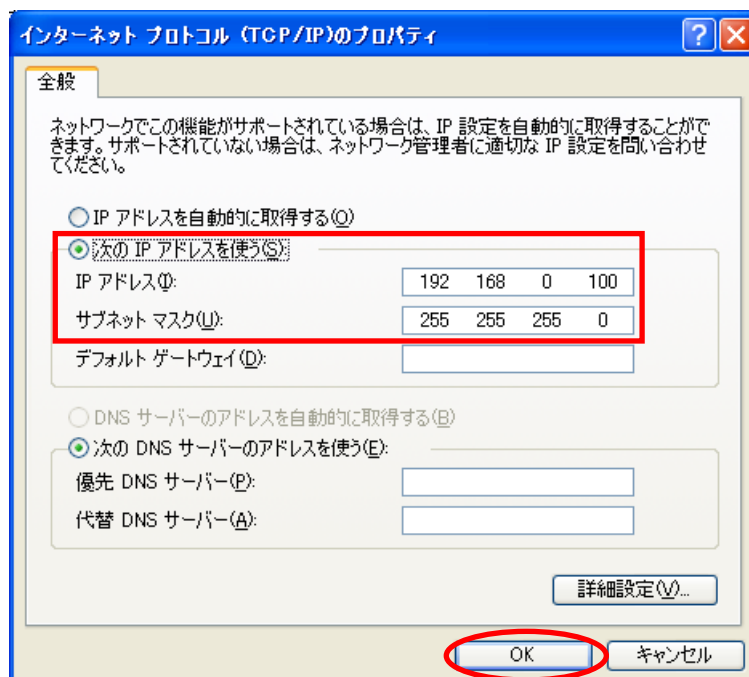 インターネット プロトコル (TCP/IP)のプロパティ
全般
ネットワークでこの機能がサポートされている場合は、IP 設定を自動的に取得することがで
きます。サポートされていない場合は、ネットワーク管理者に適切な IP 設定を問い合わせ
てください。
IP アドレスを自動的に取得する(O)
次の IP アドレスを使う(S):
IP アドレス(I): 192 168 0 100
サブネット マスク(U): 255 255 255 0
デフォルト ゲートウェイ(D):
DNS サーバーのアドレスを自動的に取得する(B)
次の DNS サーバーのアドレスを使う(E):
優先 DNS サーバー(P):
代替 DNS サーバー(A):
詳細設定(V)...
OK キャンセル